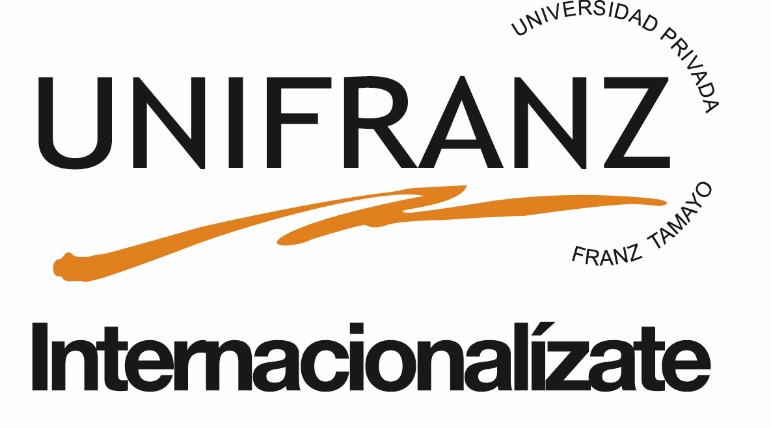 UNIVERSIDAD PRIVADA
UNIFRANZ
FRANZ TAMAYO
Internacionalízate